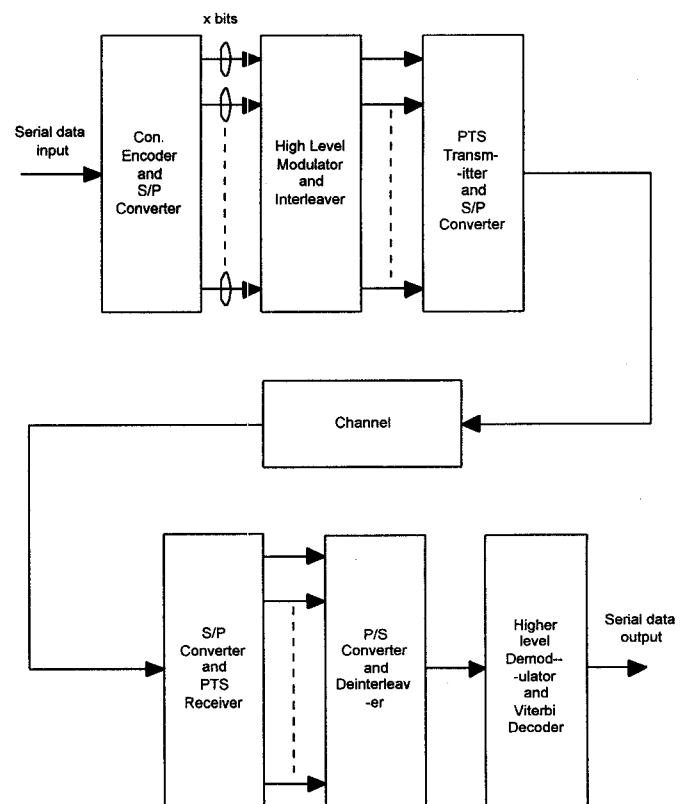 x bits
Serial data
input
Con.
Encoder
and
S/P
Converter
High Level
Modulator
and
Interleaver
PTS
Transm-
-itter
and
S/P
Converter
Channel
S/P
Converter
and
PTS
Receiver
P/S
Converter
and
Deinterleav
-er
Higher
level
Demod--
-ulator
and
Viterbi
Decoder
Serial data
output